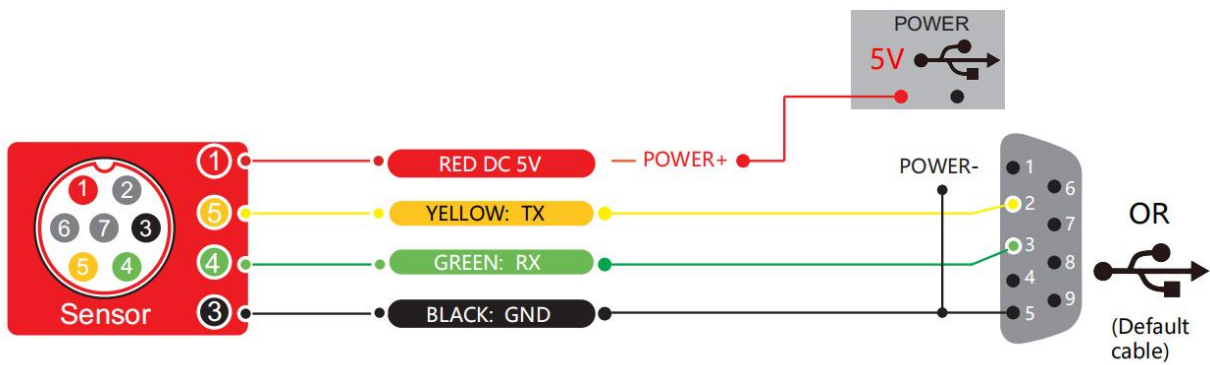 POWER
5V
1 RED DC 5V POWER+
POWER-
1
6
1 2
5 YELLOW: TX
2
7
OR
6 7 3
4 GREEN: RX
3
8
5 4
4
9
Sensor
3 BLACK: GND
5
(Default
cable)